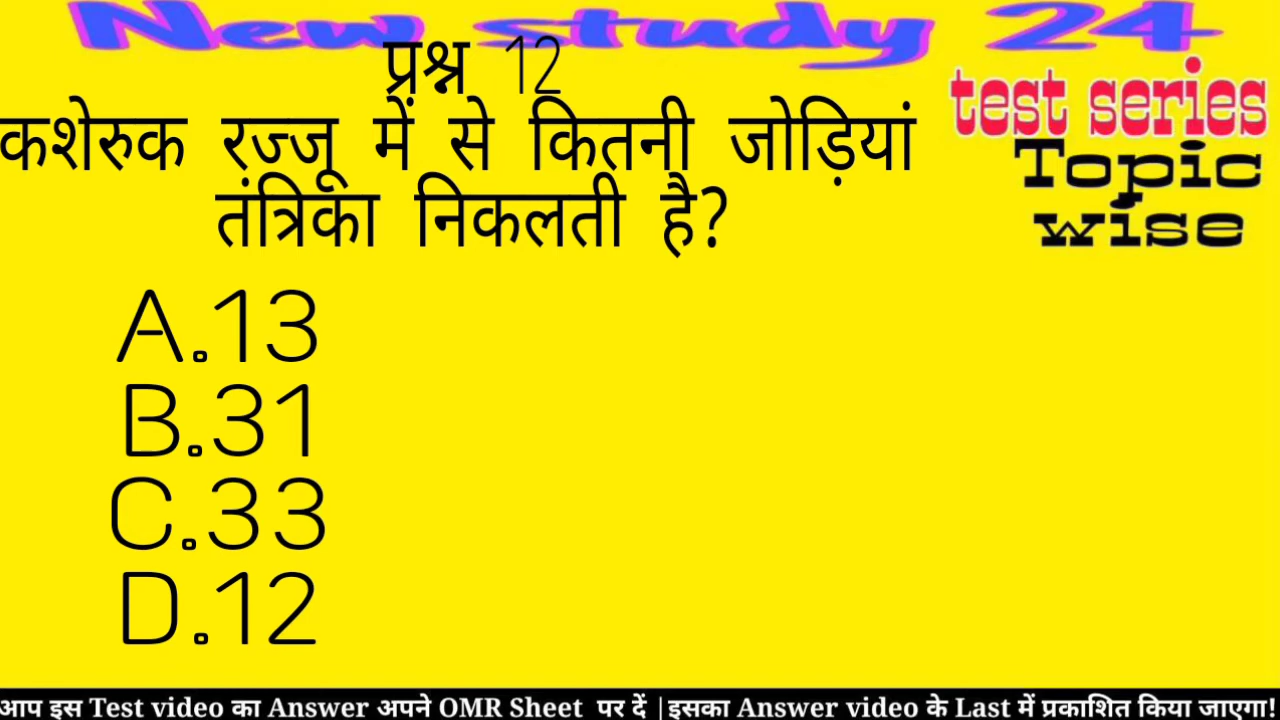 New study 24
प्रश्न 12
test series
कशेरुक रज्जू में से कितनी जोड़ियां
Topic
तंत्रिका निकलती है?
wise
A.13
B.31
C.33
D.12
आप इस Test video का Answer अपने OMR Sheet पर दें |इसका Answer video के Last में प्रकाशित किया जाएगा!